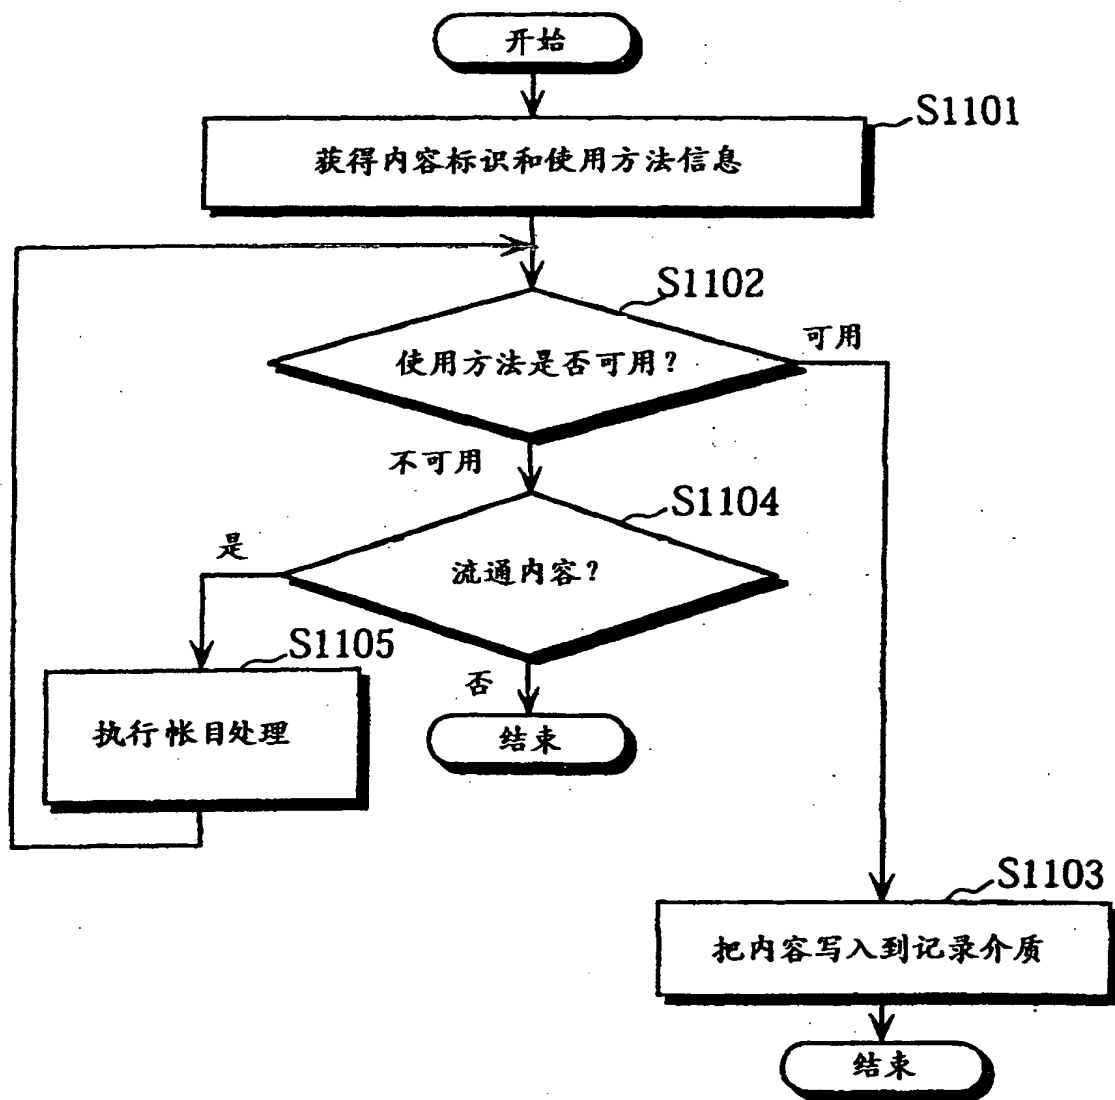 开始
S1101
获得内容标识和使用方法信息
S1102
使用方法是否可用?
可用
不可用
S1104
是
流通内容?
S1105
否
执行帐目处理
结束
S1103
把内容写入到记录介质
结束